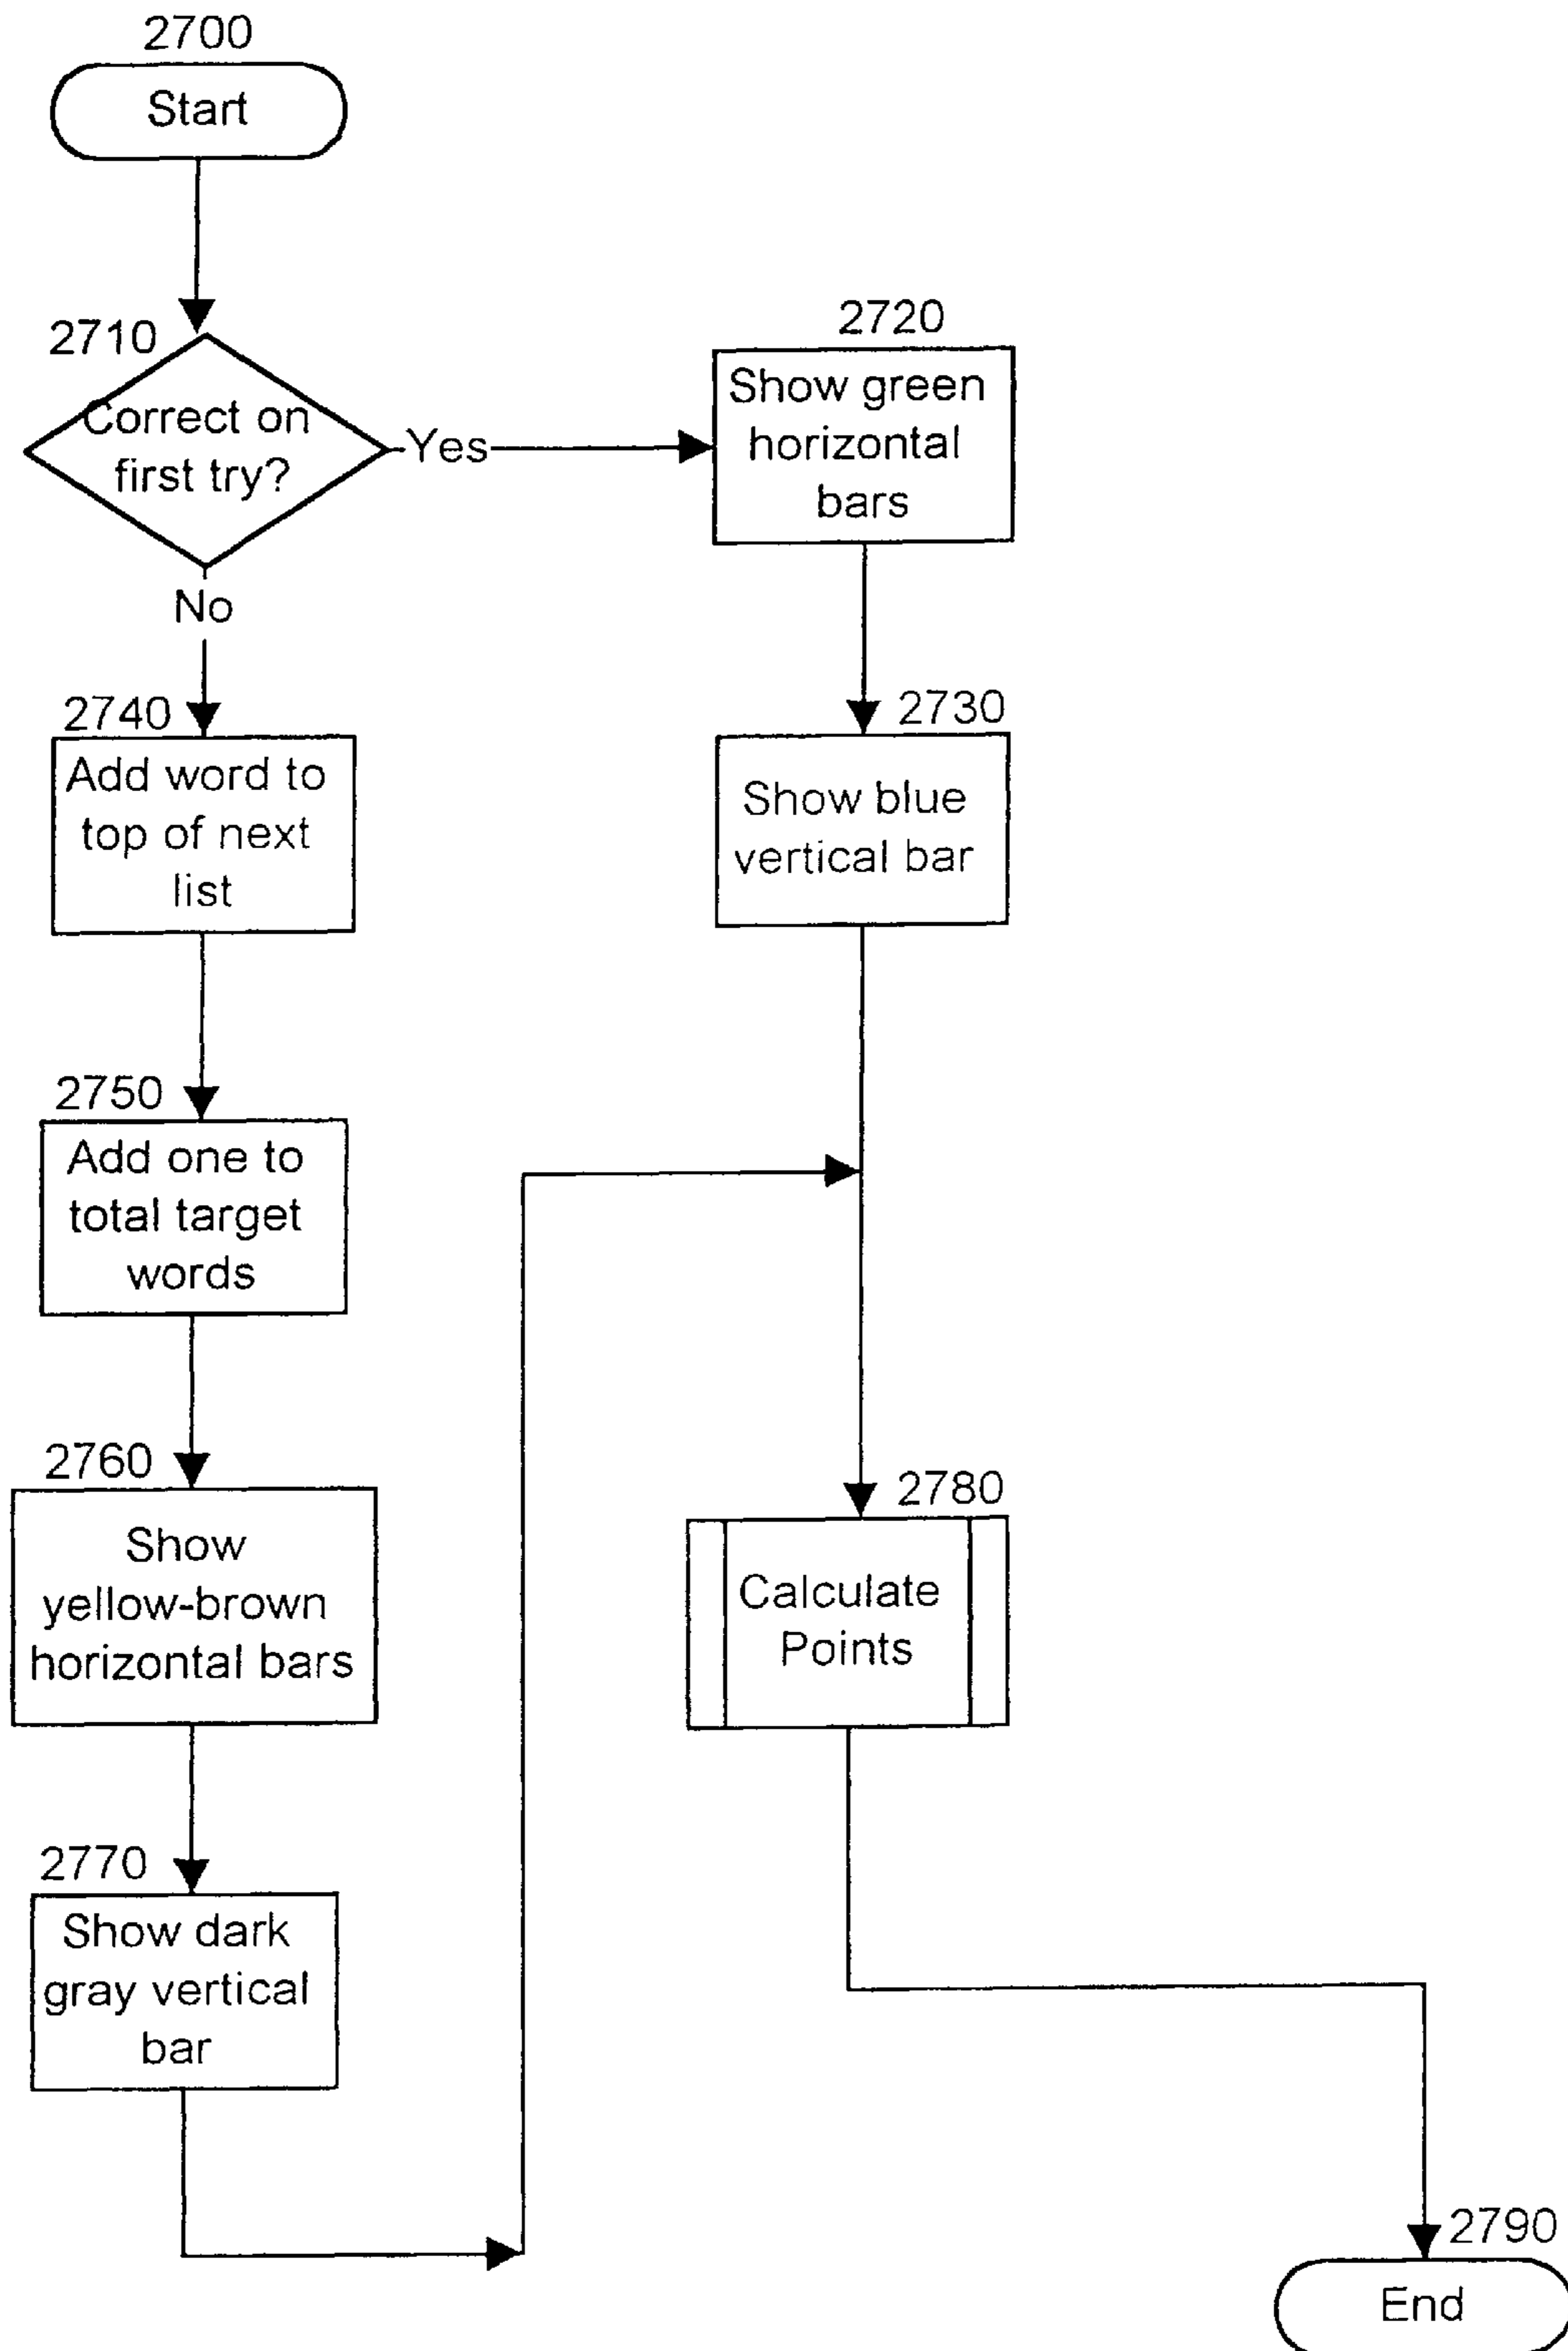 2700
Start
2710
Correct on
first try?
Yes
No
2720
Show green
horizontal
bars
2730
Show blue
vertical bar
2740
Add word to
top of next
list
2750
Add one to
total target
words
2760
Show
yellow-brown
horizontal bars
2770
Show dark
gray vertical
bar
2780
Calculate
Points
2790
End